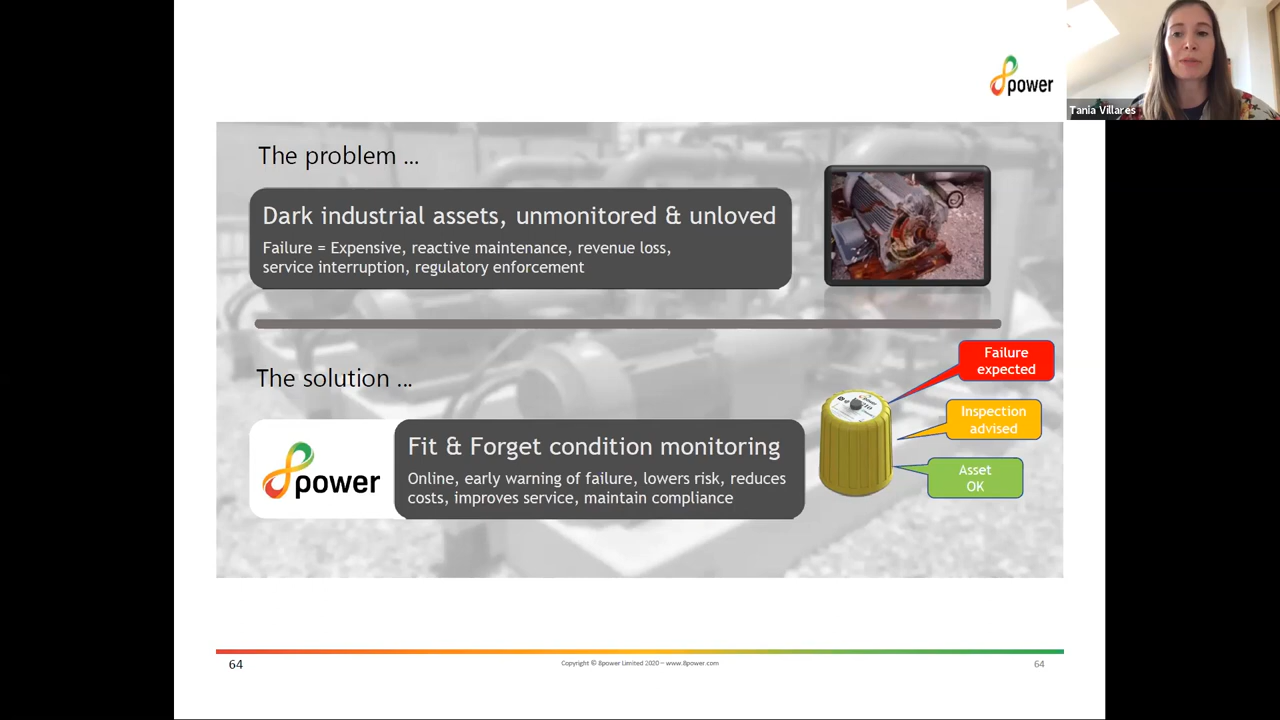 8power
Tania Villares
The problem ...
Dark industrial assets, unmonitored & unloved
Failure = Expensive, reactive maintenance, revenue loss,
service interruption, regulatory enforcement
The solution ...
8power
Fit & Forget condition monitoring
Online, early warning of failure, lowers risk, reduces
costs, improves service, maintain compliance
Failure
expected
Inspection
advised
Asset
OK
64
Copyright © 8power Limited 2020 – www.8power.com
64